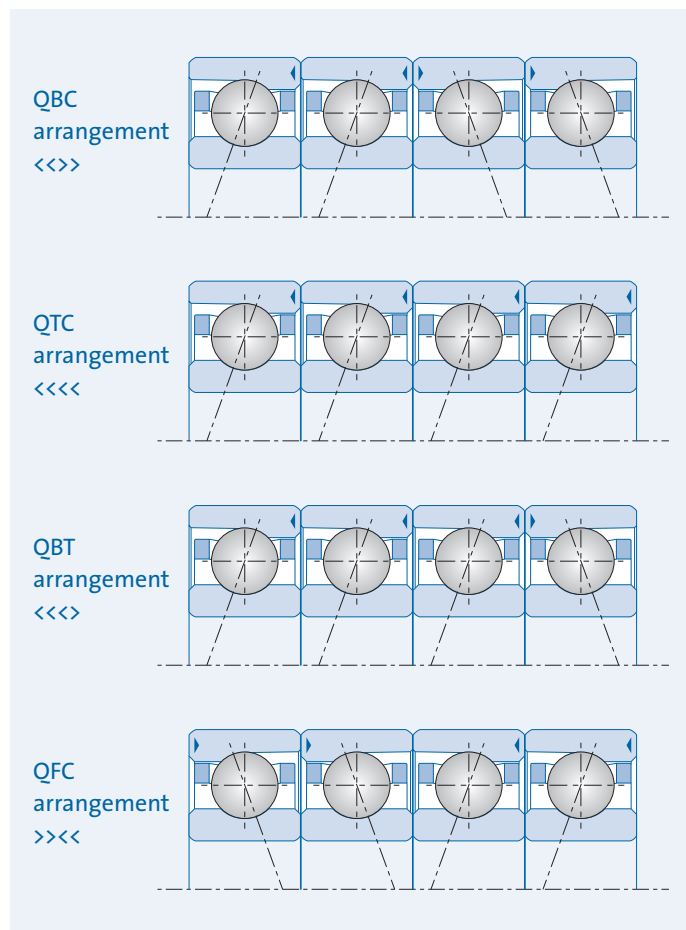 QBC
arrangement
<<>>
QTC
arrangement
<<<<
QBT
arrangement
<<<>
QFC
arrangement
>><<